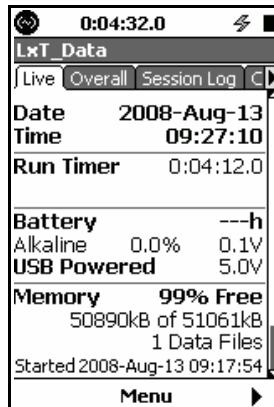 0:04:32.0
LxT_Data
Live Overall Session Log C
Date 2008-Aug-13
Time 09:27:10
Run Timer 0:04:12.0
Battery ---h
Alkaline 0.0% 0.1V
USB Powered 5.0V
Memory 99% Free
50890kB of 51061kB
1 Data Files
Started 2008-Aug-13 09:17:54
Menu